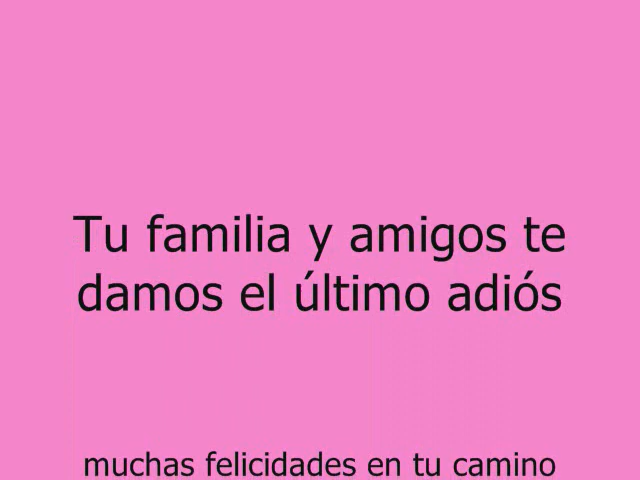 Tu familia y amigos te
damos el último adiós
muchas felicidades en tu camino